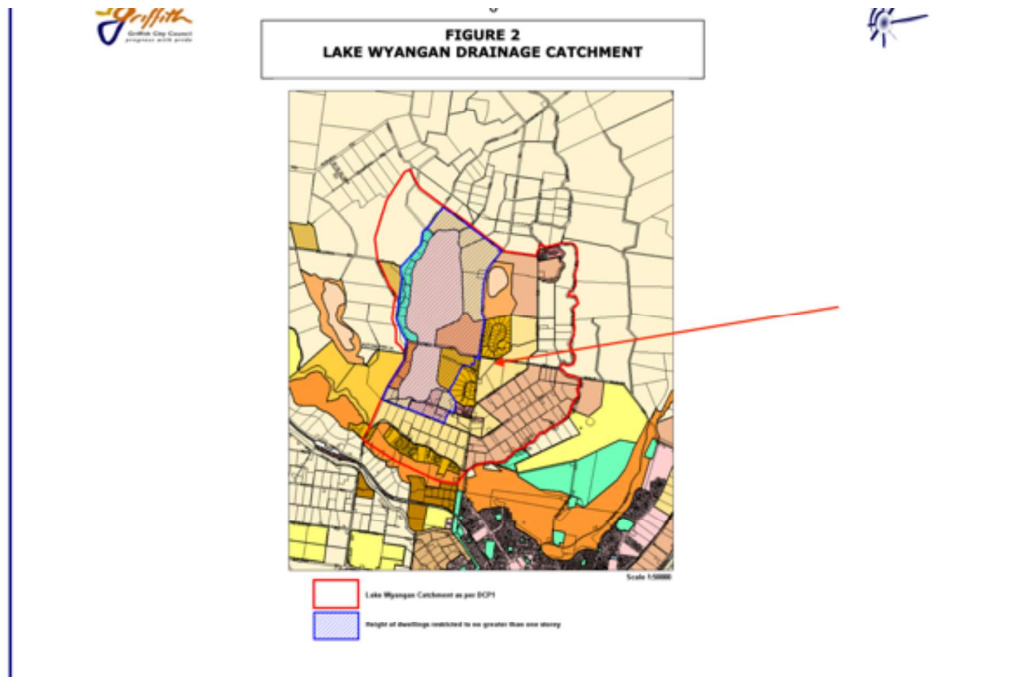 Griffith
Griffith City Council
progress with pride
FIGURE 2
LAKE WYANGAN DRAINAGE CATCHMENT
Scale 1:50000
Lake Wyangan Catchment as per DCP1
Height of dwellings restricted to no greater than one storey